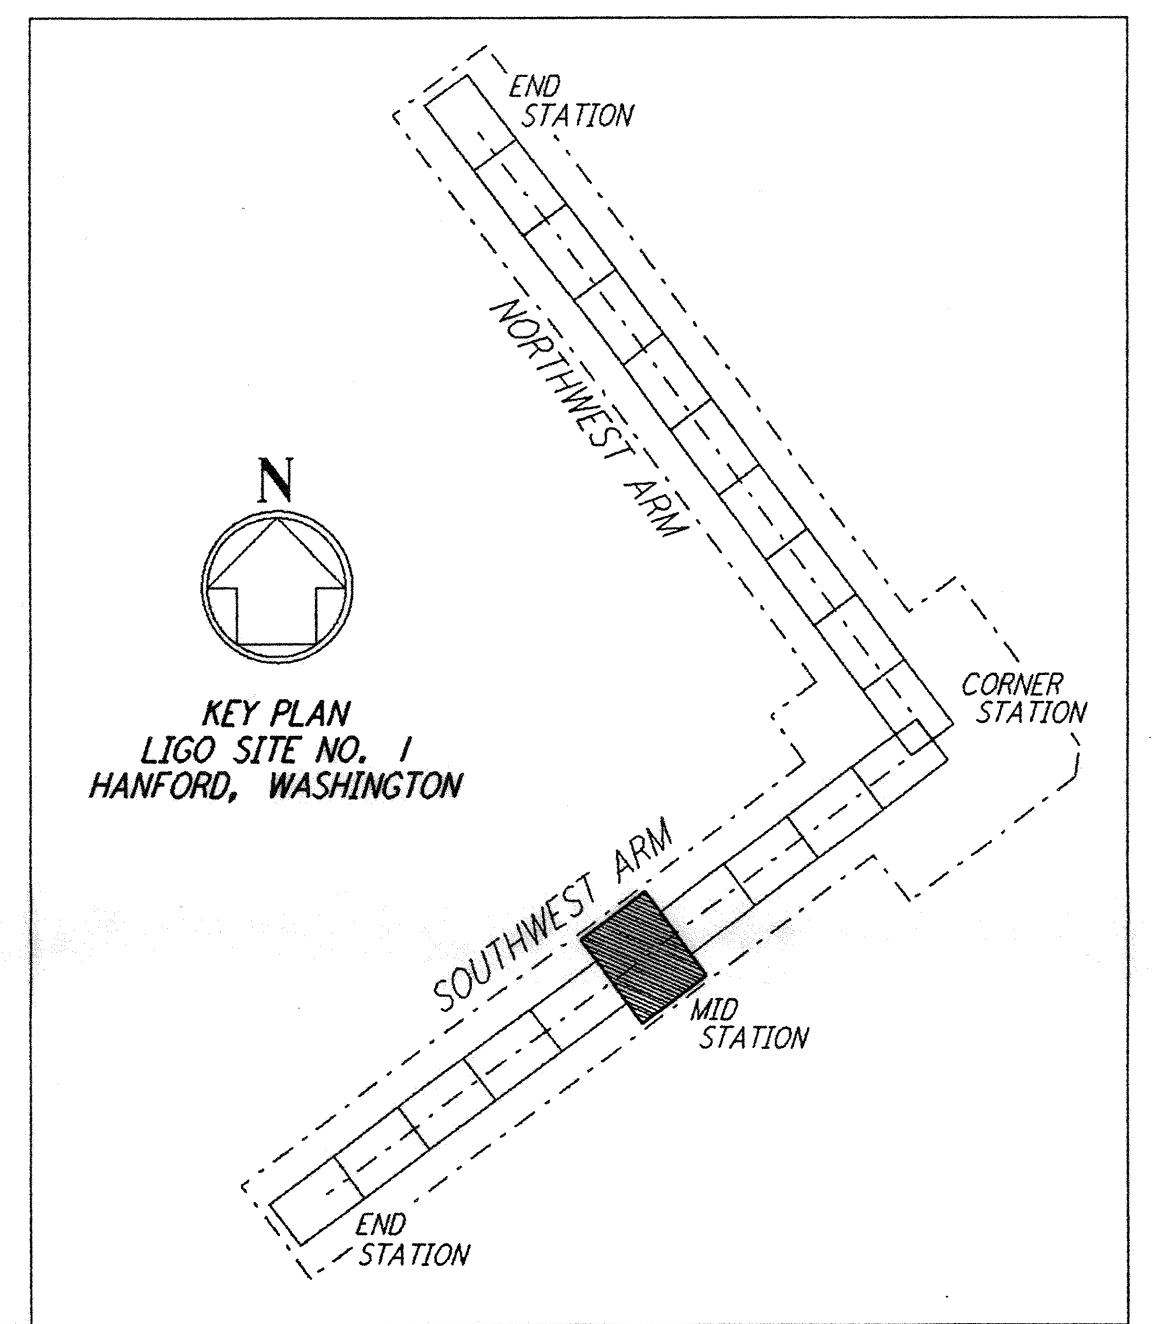 END
STATION
NORTHWEST ARM
N
CORNER
STATION
KEY PLAN
LIGO SITE NO. 1
HANFORD, WASHINGTON
SOUTHWEST ARM
MID
STATION
END
STATION